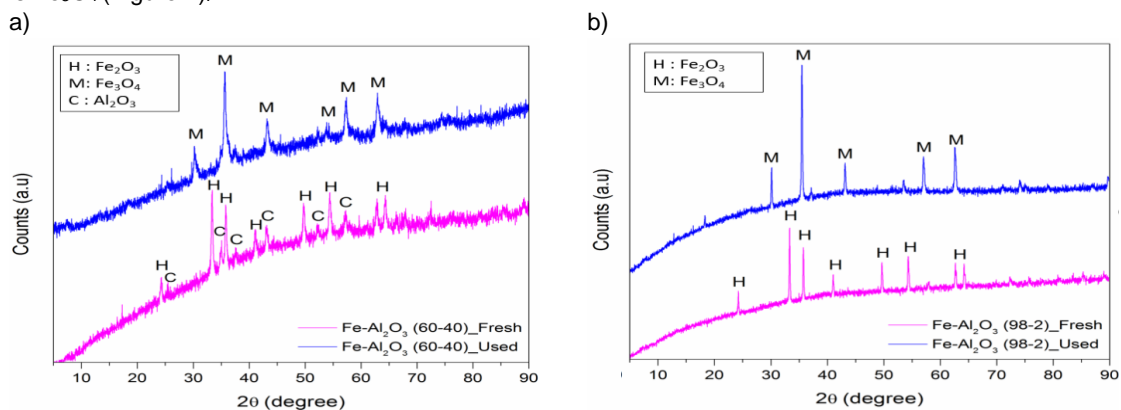 a)
b)
H : Fe₂O₃
M: Fe₃O₄
C : Al₂O₃
M
M
M
M
M
M
H
H
C
C
H
C
C
H
H
C
H
C
Fe-Al₂O₃ (60-40)_Fresh
Fe-Al₂O₃ (60-40)_Used
Counts (a.u)
10 20 30 40 50 60 70 80 90
2θ (degree)
H : Fe₂O₃
M: Fe₃O₄
M
M
M
M
M
H
H
H
H
H
H
H
Fe-Al₂O₃ (98-2)_Fresh
Fe-Al₂O₃ (98-2)_Used
Counts (a.u)
10 20 30 40 50 60 70 80 90
2θ (degree)